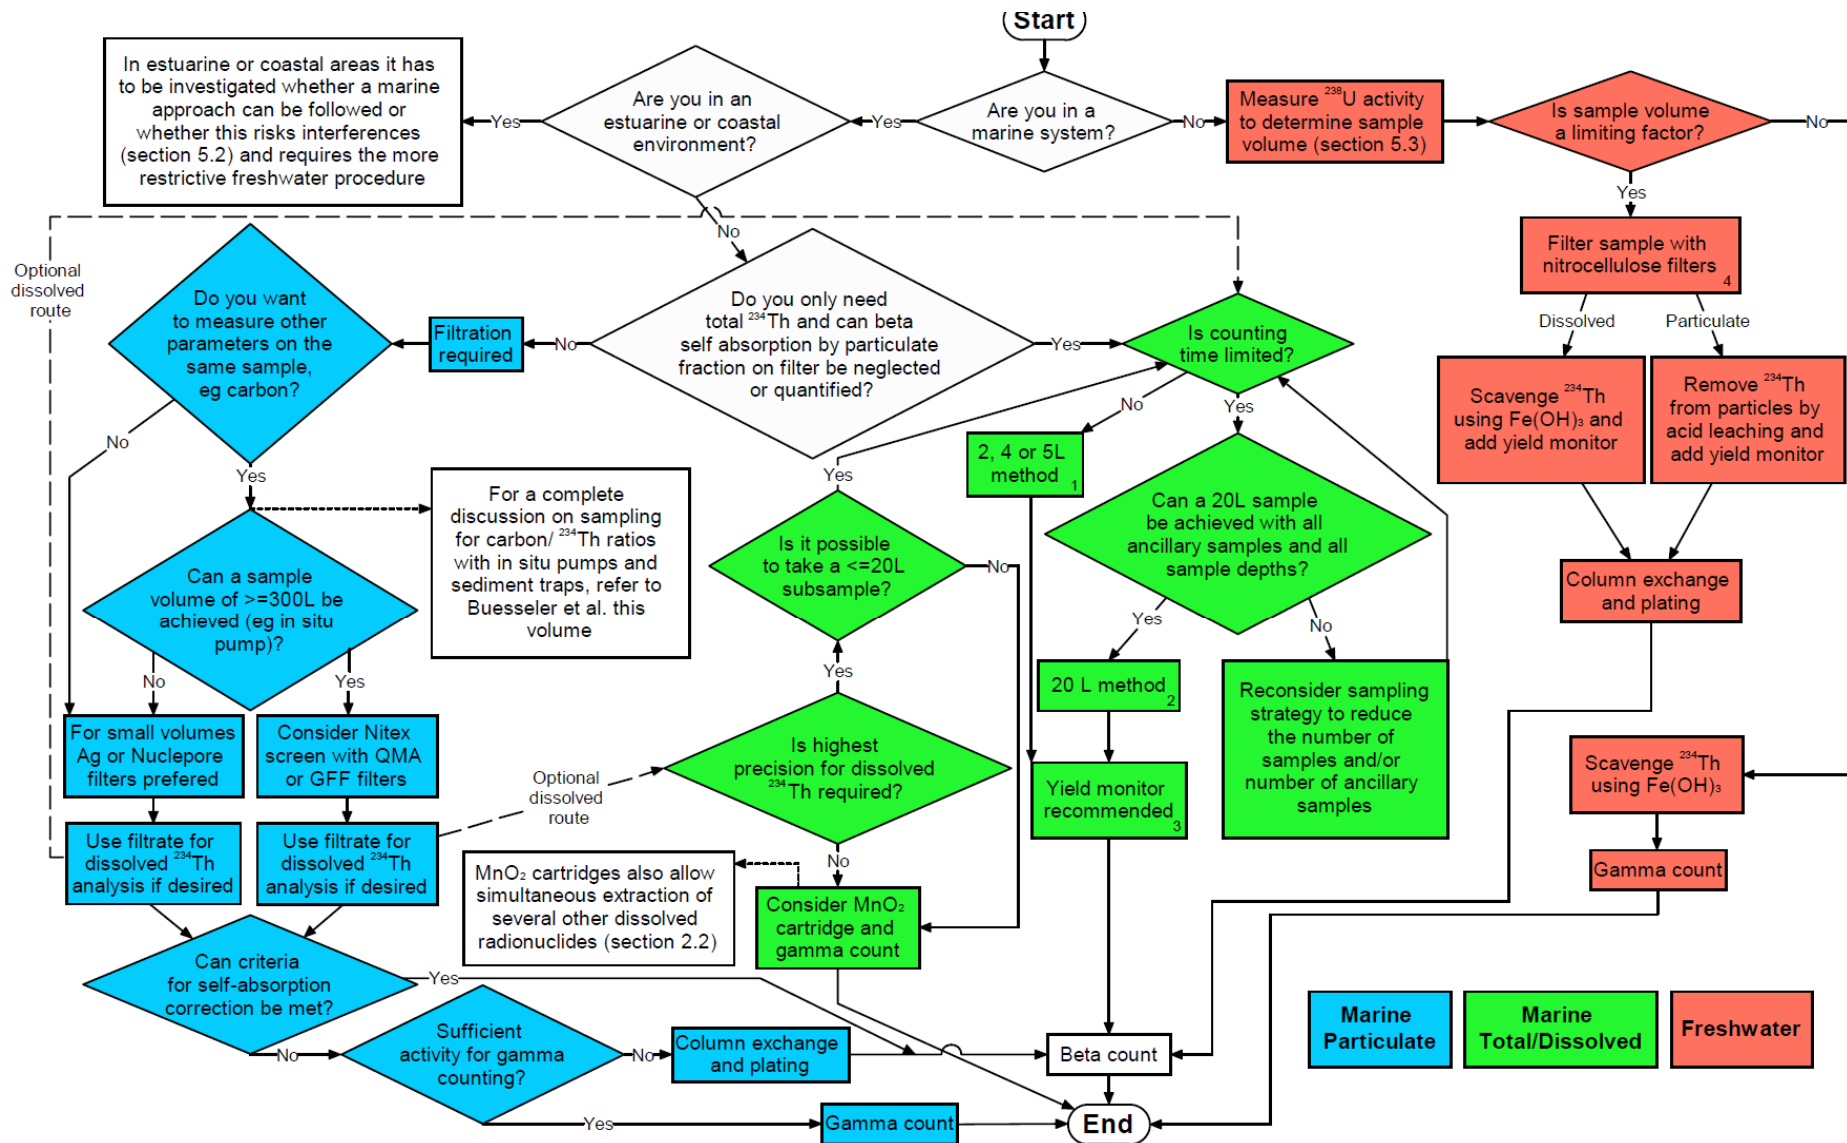 Start
In estuarine or coastal areas it has
to be investigated whether a marine
approach can be followed or
whether this risks interferences
(section 5.2) and requires the more
restrictive freshwater procedure
Yes
Are you in an
estuarine or coastal
environment?
Yes
Are you in a
marine system?
No
Measure ²³⁸U activity
to determine sample
volume (section 5.3)
Is sample volume
a limiting factor?
No
Yes
No
Optional
dissolved
route
Do you want
to measure other
parameters on the
same sample,
eg carbon?
Filtration
required
No
Do you only need
total ²³⁴Th and can beta
self absorption by particulate
fraction on filter be neglected
or quantified?
Yes
Is counting
time limited?
Filter sample with
nitrocellulose filters
4
Dissolved
Particulate
Scavenge ²³⁴Th
using Fe(OH)₃ and
add yield monitor
Remove ²³⁴Th
from particles by
acid leaching and
add yield monitor
No
Yes
No
Yes
2, 4 or 5L
method
1
Yes
For a complete
discussion on sampling
for carbon/ ²³⁴Th ratios
with in situ pumps and
sediment traps, refer to
Buesseler et al. this
volume
Can a 20L sample
be achieved with all
ancillary samples and all
sample depths?
Is it possible
to take a <=20L
subsample?
No
Can a sample
volume of >=300L be
achieved (eg in situ
pump)?
Column exchange
and plating
Yes
No
No
Yes
Yes
20 L method
2
Reconsider sampling
strategy to reduce
the number of
samples and/or
number of ancillary
samples
For small volumes
Ag or Nuclepore
filters prefered
Consider Nitex
screen with QMA
or GFF filters
Optional
dissolved
route
Is highest
precision for dissolved
²³⁴Th required?
Yield monitor
recommended
3
Scavenge ²³⁴Th
using Fe(OH)₃
Use filtrate for
dissolved ²³⁴Th
analysis if desired
Use filtrate for
dissolved ²³⁴Th
analysis if desired
No
MnO₂ cartridges also allow
simultaneous extraction of
several other dissolved
radionuclides (section 2.2)
Consider MnO₂
cartridge and
gamma count
Gamma count
Can criteria
for self-absorption
correction be met?
Yes
No
Sufficient
activity for gamma
counting?
No
Column exchange
and plating
Beta count
Yes
Gamma count
End
Marine
Particulate
Marine
Total/Dissolved
Freshwater